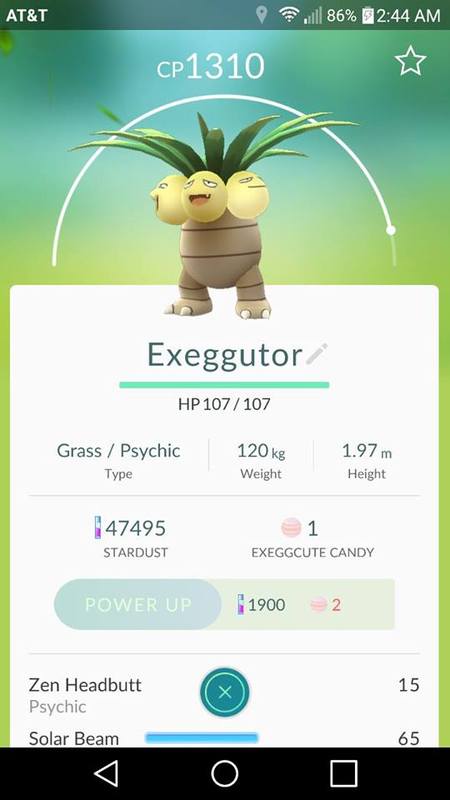 AT&T 86% 2:44 AM
CP1310
Exeggutor
HP 107 / 107
Grass / Psychic 120 kg 1.97 m
Type Weight Height
47495 1
STARDUST EXEGGCUTE CANDY
POWER UP 1900 2
Zen Headbutt 15
Psychic
Solar Beam 65